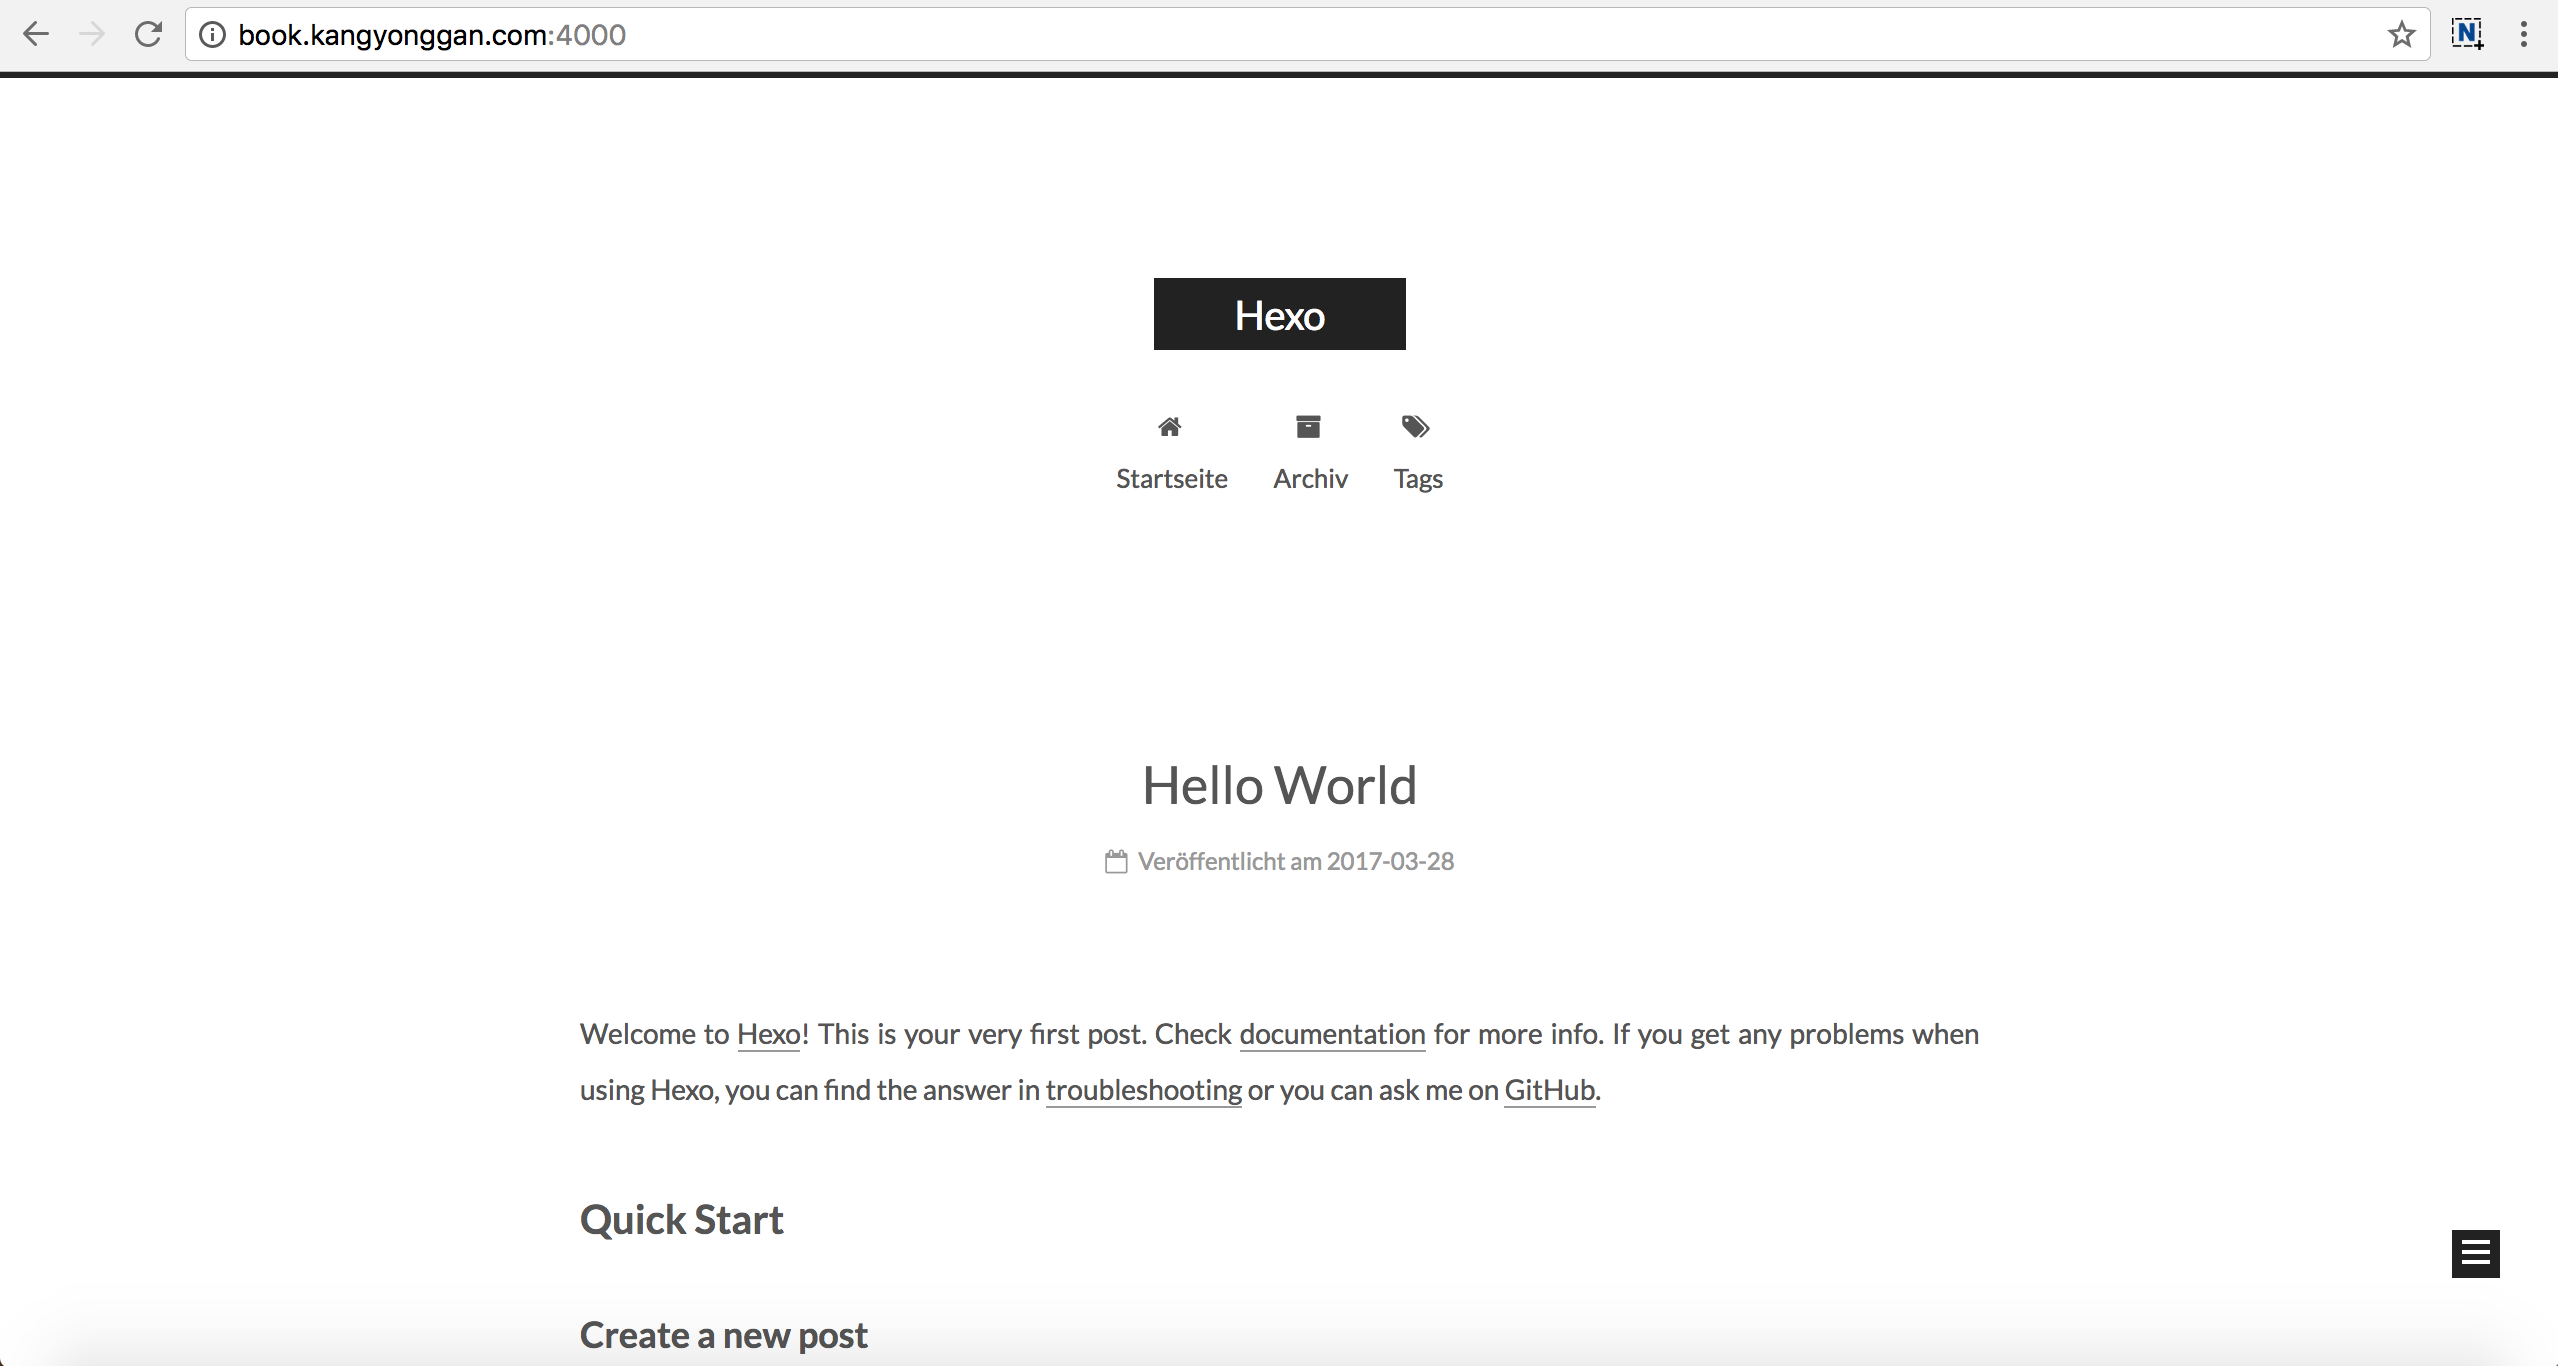 book.kangyonggan.com:4000
N
Hexo
Startseite Archiv Tags
Hello World
Veröffentlicht am 2017-03-28
Welcome to Hexo! This is your very first post. Check documentation for more info. If you get any problems when
using Hexo, you can find the answer in troubleshooting or you can ask me on GitHub.
Quick Start
Create a new post